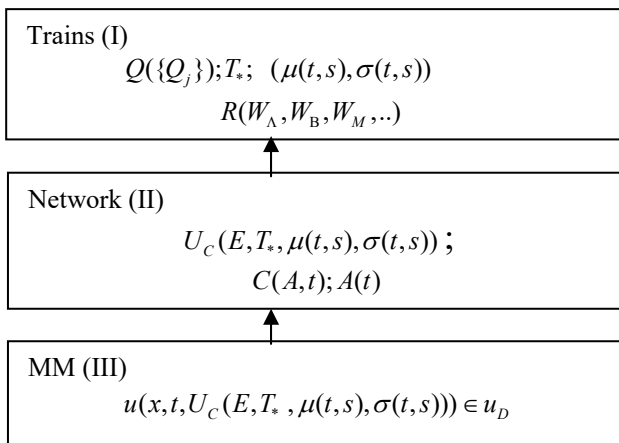 Trains (I)
Q({Q_j});T_*; (μ(t,s),σ(t,s))
R(W_Λ,W_B,W_M,..)
Network (II)
U_C(E,T_*,μ(t,s),σ(t,s));
C(A,t);A(t)
MM (III)
u(x,t,U_C(E,T_*,μ(t,s),σ(t,s)))∈u_D